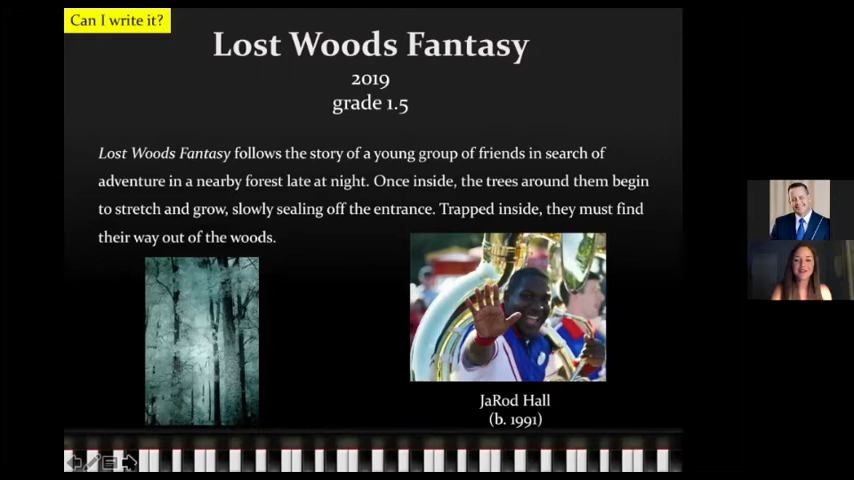 Can I write it?
Lost Woods Fantasy
2019
grade 1.5
Lost Woods Fantasy follows the story of a young group of friends in search of
adventure in a nearby forest late at night. Once inside, the trees around them begin
to stretch and grow, slowly sealing off the entrance. Trapped inside, they must find
their way out of the woods.
JaRod Hall
(b. 1991)